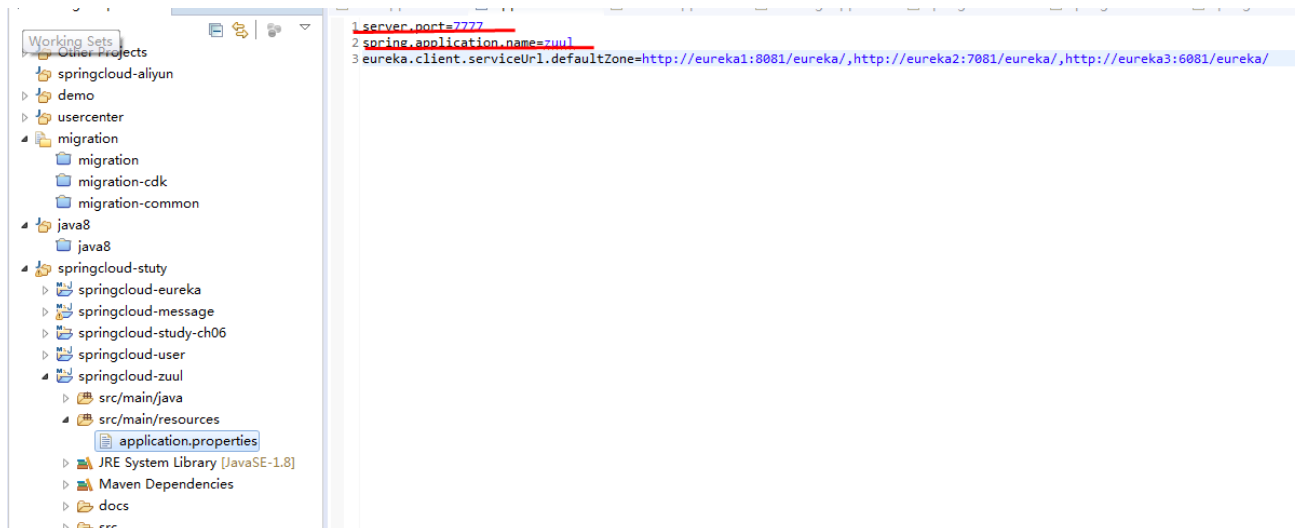 Working Sets
Other Projects
springcloud-aliyun
demo
usercenter
migration
migration
migration-cdk
migration-common
java8
java8
springcloud-stuty
springcloud-eureka
springcloud-message
springcloud-study-ch06
springcloud-user
springcloud-zuul
src/main/java
src/main/resources
application.properties
JRE System Library [JavaSE-1.8]
Maven Dependencies
docs
src
1 server.port=7777
2 spring.application.name=zuul
3 eureka.client.serviceUrl.defaultZone=http://eureka1:8081/eureka/,http://eureka2:7081/eureka/,http://eureka3:6081/eureka/